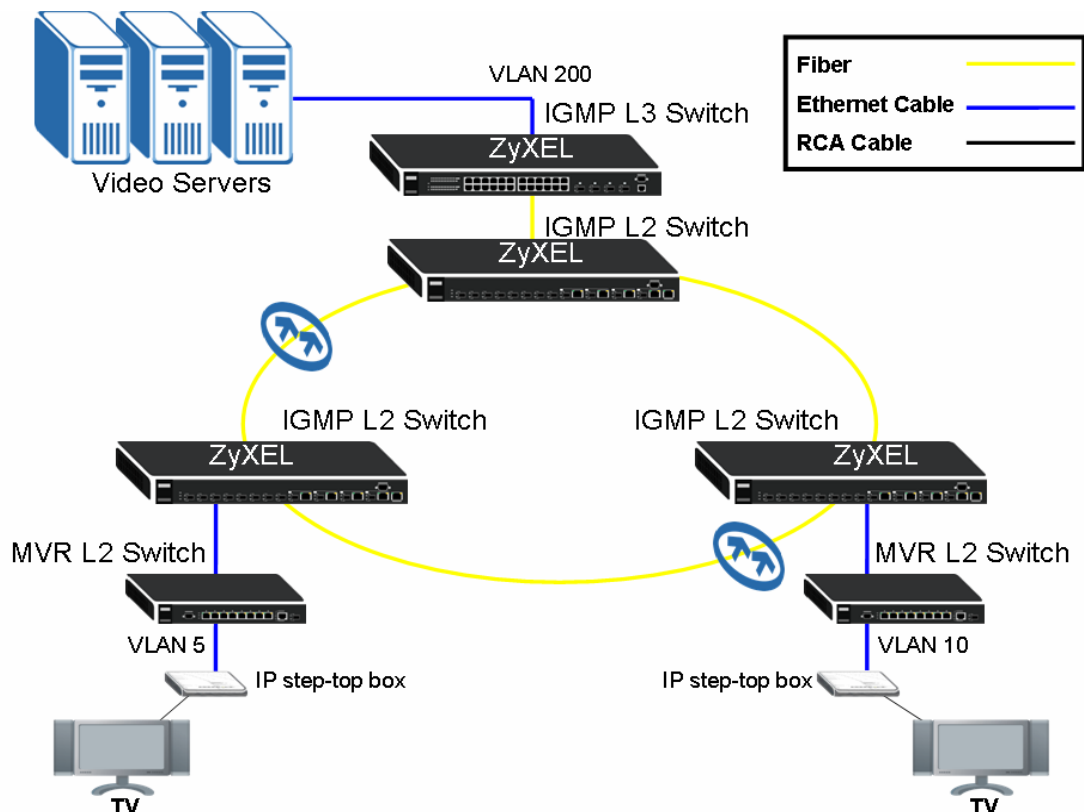 VLAN 200
Fiber
Ethernet Cable
RCA Cable
IGMP L3 Switch
ZyXEL
Video Servers
IGMP L2 Switch
ZyXEL
IGMP L2 Switch
ZyXEL
IGMP L2 Switch
ZyXEL
MVR L2 Switch
MVR L2 Switch
VLAN 5
VLAN 10
IP step-top box
IP step-top box
TV
TV